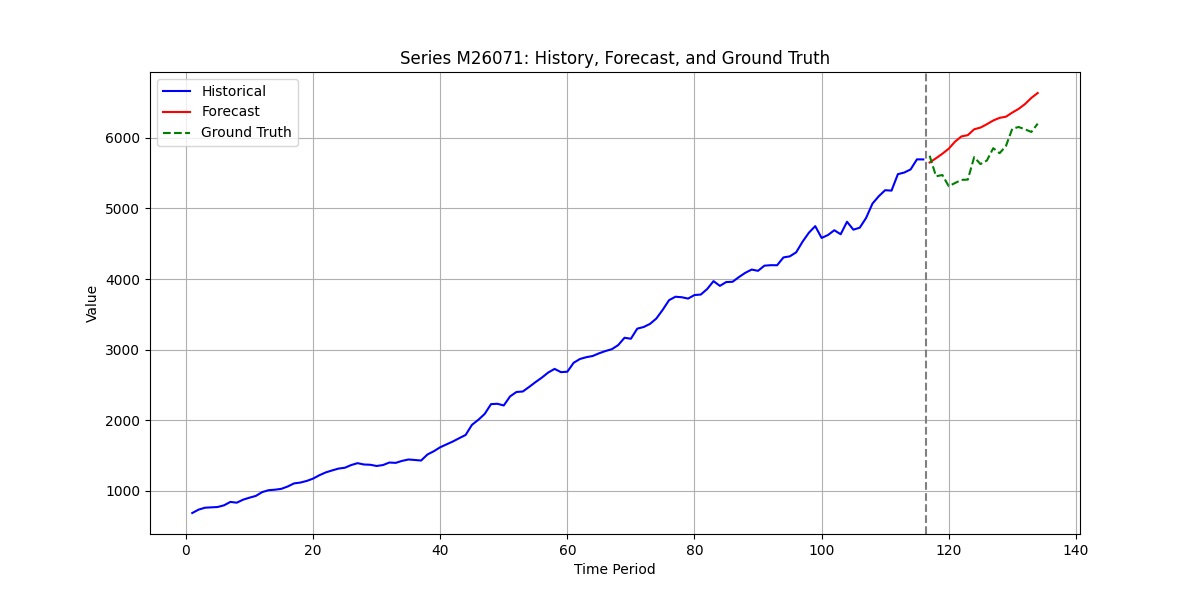 Series M26071: History, Forecast, and Ground Truth
Historical
Forecast
Ground Truth
6000
5000
4000
3000
2000
1000
Value
0 20 40 60 80 100 120 140
Time Period